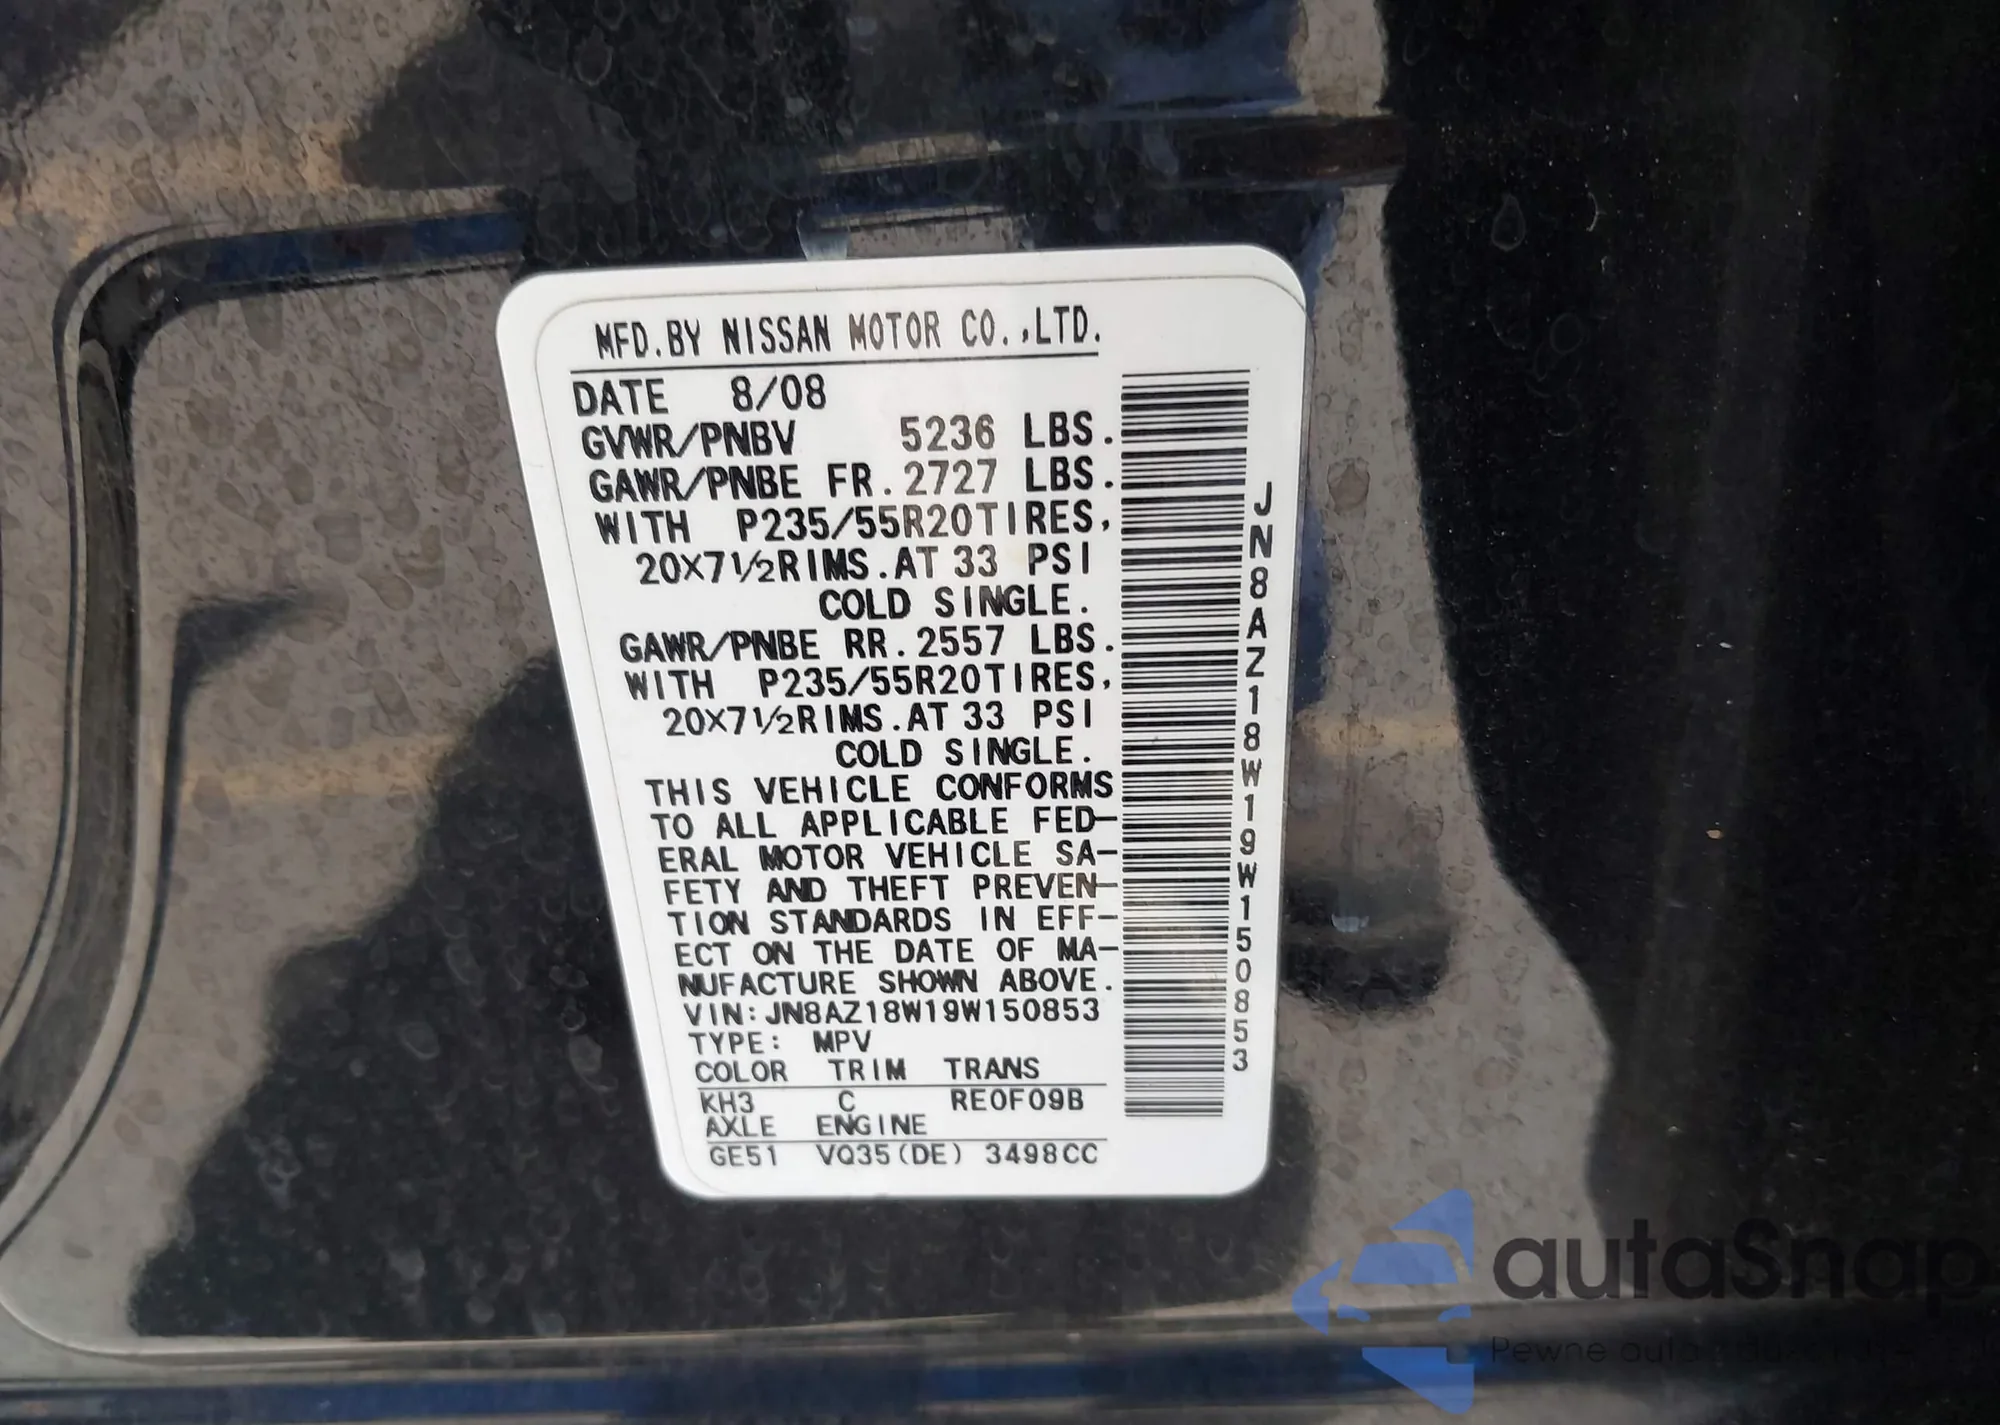 MFD.BY NISSAN MOTOR CO.,LTD.
DATE 8/08
GVWR/PNBV 5236 LBS.
GAWR/PNBE FR.2727 LBS.
WITH P235/55R20TIRES,
20X7½RIMS.AT 33 PSI
COLD SINGLE.
GAWR/PNBE RR.2557 LBS.
WITH P235/55R20TIRES,
20X7½RIMS.AT 33 PSI
COLD SINGLE.
THIS VEHICLE CONFORMS
TO ALL APPLICABLE FED-
ERAL MOTOR VEHICLE SA-
FETY AND THEFT PREVEN-
TION STANDARDS IN EFF-
ECT ON THE DATE OF MA-
NUFACTURE SHOWN ABOVE.
VIN:JN8AZ18W19W150853
TYPE: MPV
COLOR TRIM TRANS
KH3 C RE0F09B
AXLE ENGINE
GE51 VQ35(DE) 3498CC
JN8AZ18W19W150853
autaSnap
Pewne auta